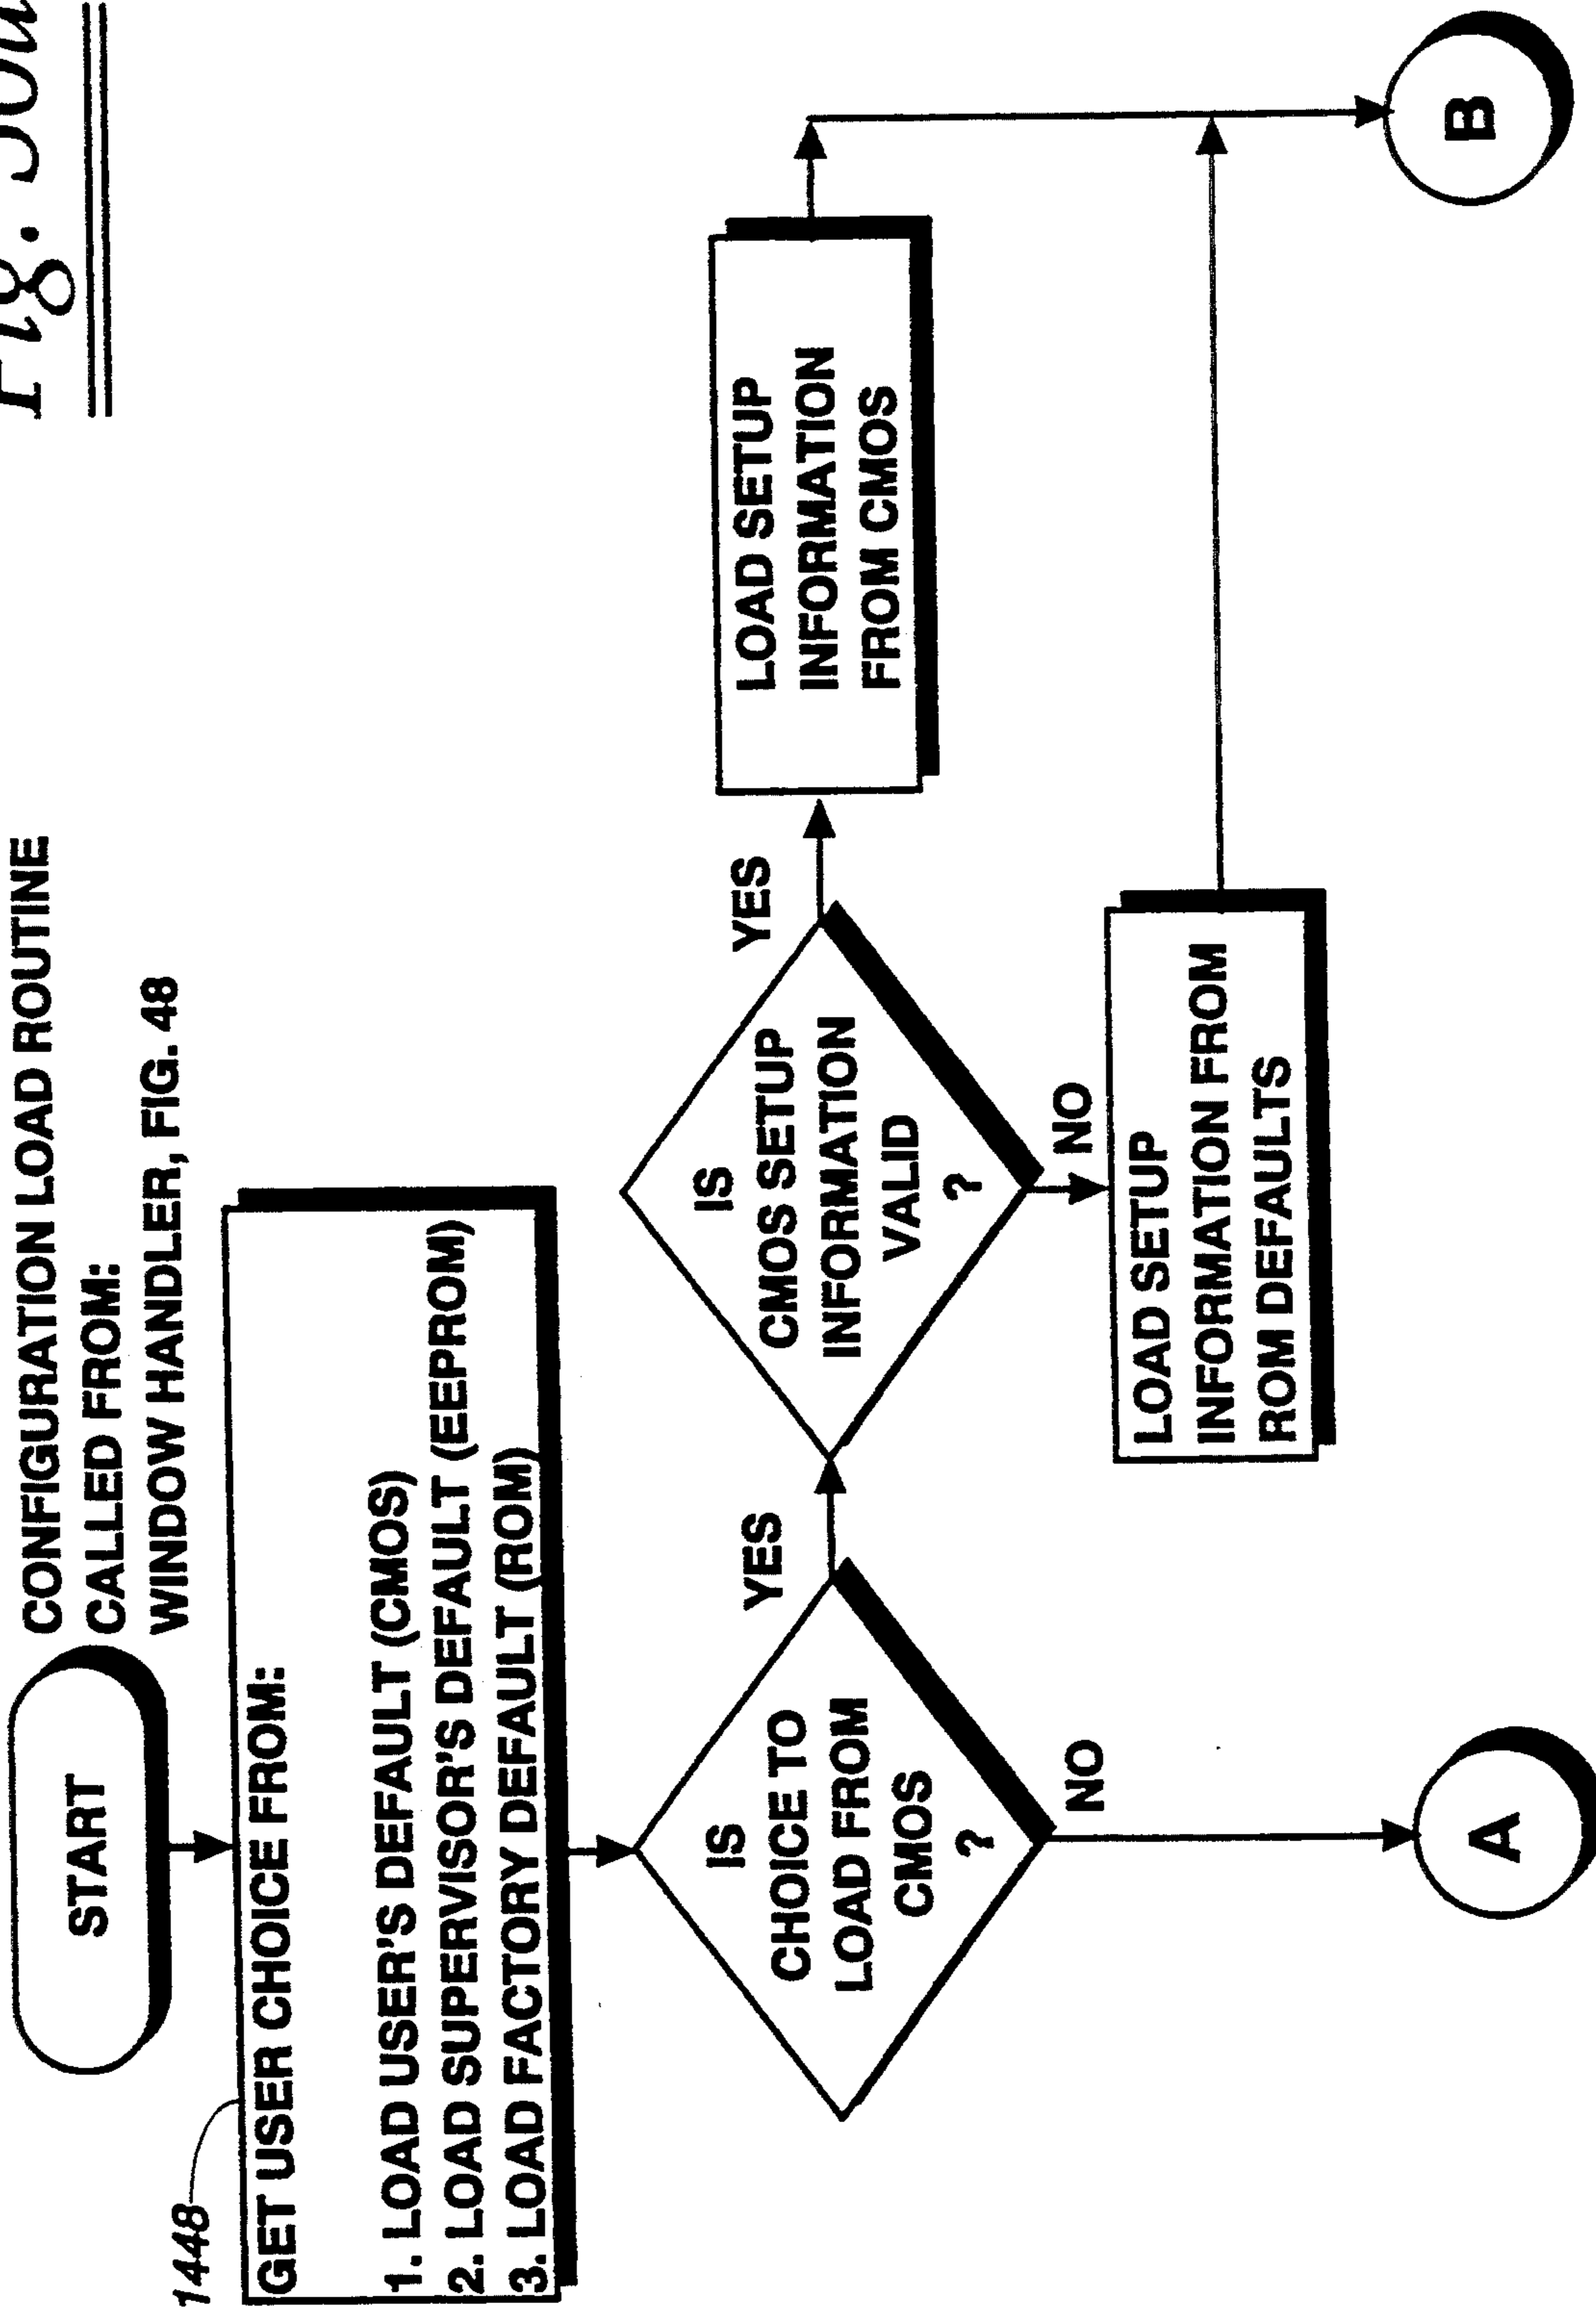 Fig.
START
CONFIGURATION LOAD ROUTINE
CALLED FROM:
WINDOW HANDLER, FIG. 48
1448
GET USER CHOICE FROM:
1. LOAD USER'S DEFAULT (CMOS)
2. LOAD SUPERVISOR'S DEFAULT (EEPROM)
3. LOAD FACTORY DEFAULT (ROM)
IS
CHOICE TO
LOAD FROM
CMOS
?
YES
NO
IS
CMOS SETUP
INFORMATION
VALID
?
YES
NO
LOAD SETUP
INFORMATION
FROM CMOS
LOAD SETUP
INFORMATION FROM
ROM DEFAULTS
A
B